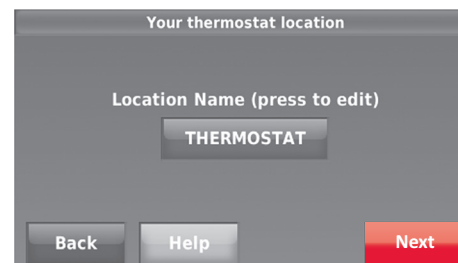 Your thermostat location
Location Name (press to edit)
THERMOSTAT
Back Help Next